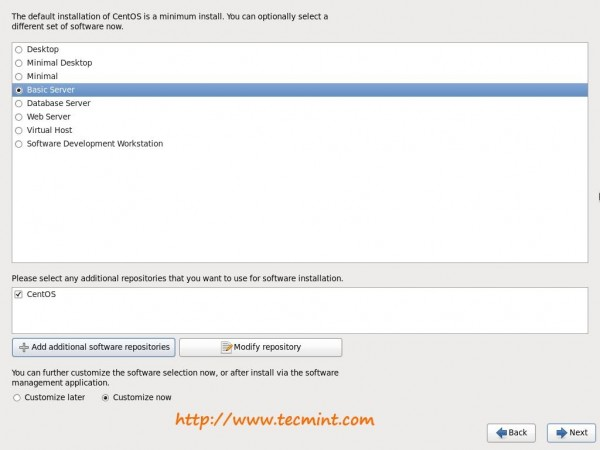 The default installation of CentOS is a minimum install. You can optionally select a
different set of software now.
Desktop
Minimal Desktop
Minimal
Basic Server
Database Server
Web Server
Virtual Host
Software Development Workstation
Please select any additional repositories that you want to use for software installation.
CentOS
Add additional software repositories
Modify repository
You can further customize the software selection now, or after install via the software
management application.
Customize later
Customize now
http://www.tecmint.com
Back
Next